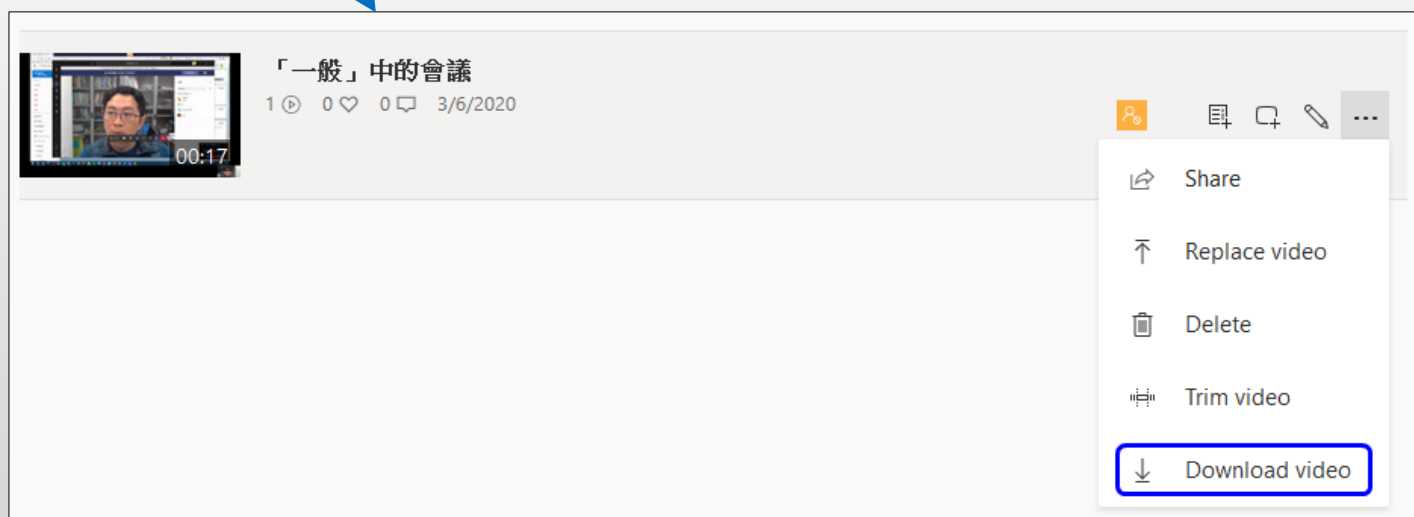 「一般」中的會議
1 0 0 3/6/2020
00:17
Share
Replace video
Delete
Trim video
Download video